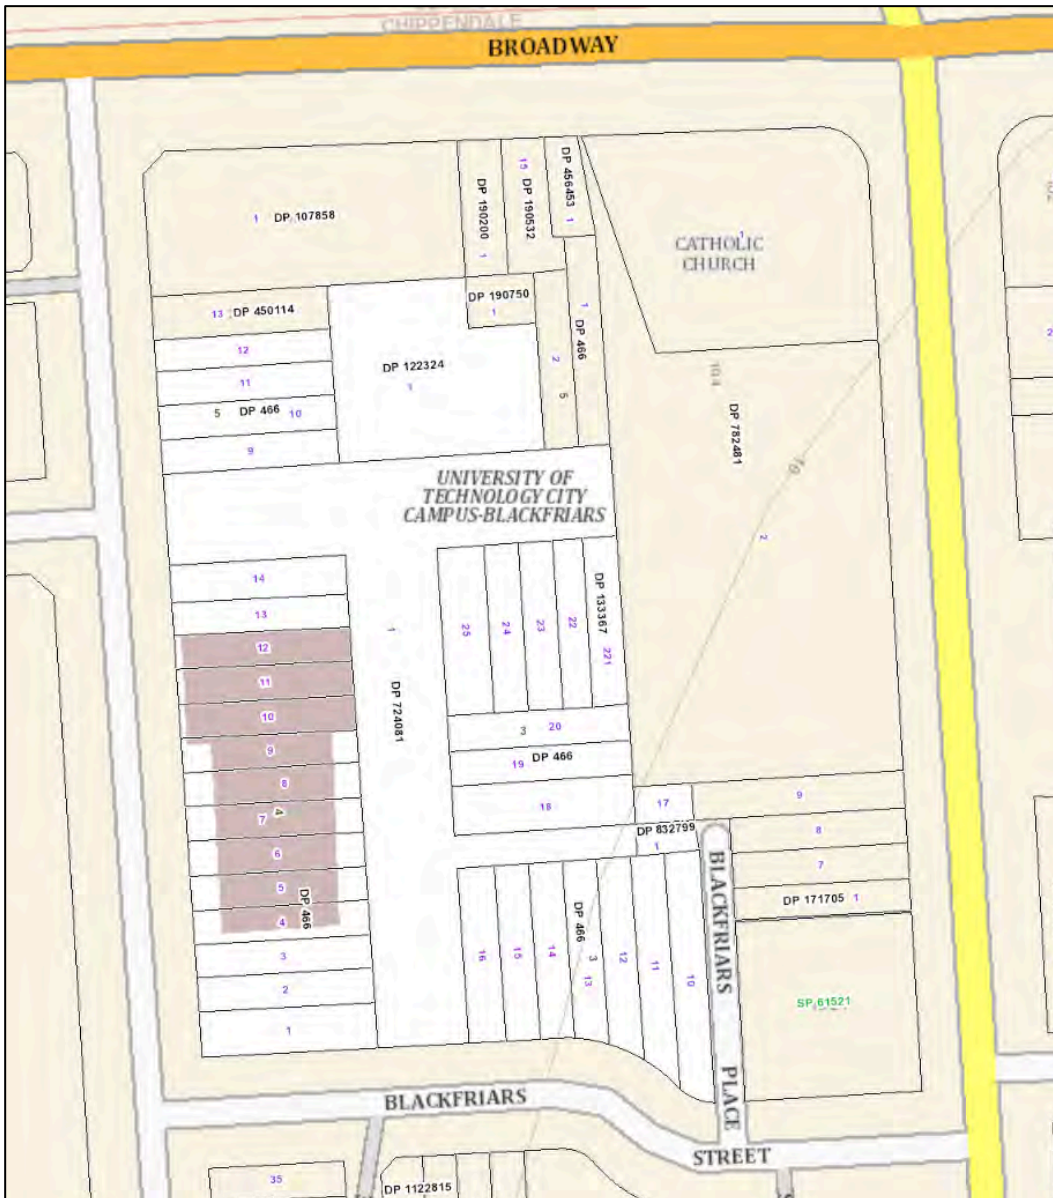 CHIPPENDALE
BROADWAY
DP 456453
1
15
DP 190532
DP 190200
1
1 DP 107858
1
CATHOLIC
CHURCH
DP 190750
1
13 DP 450114
1
DP 466
2
5
12
11
5 DP 466 10
9
DP 122324
1
104
DP 782481
10
2
2
UNIVERSITY OF
TECHNOLOGY CITY
CAMPUS-BLACKFRIARS
14
13
12
11
10
9
8
7
4
6
5
4
DP 466
3
2
1
1
DP 724081
25
24
23
22
DP 133367
221
3 20
19 DP 466
18
17
DP 832799
1
9
8
7
DP 171705 1
SP 61521
16
15
14
DP 466
3
13
12
11
10
BLACKFRIARS
PLACE
BLACKFRIARS
STREET
35
DP 1122815